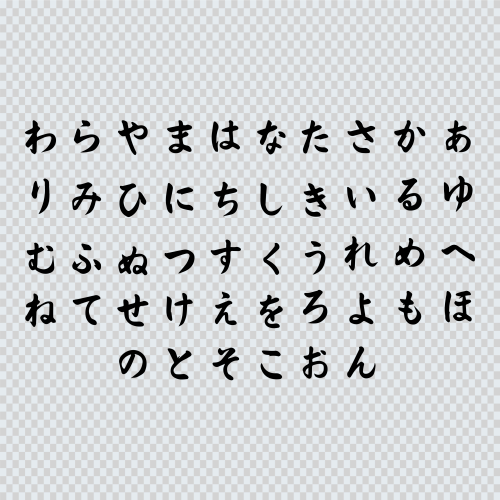 わらやまはなたさかあ
りみひにちしきいるゆ
むふぬつすくうれめへ
ねてせけえをろよもほ
のとそこおん